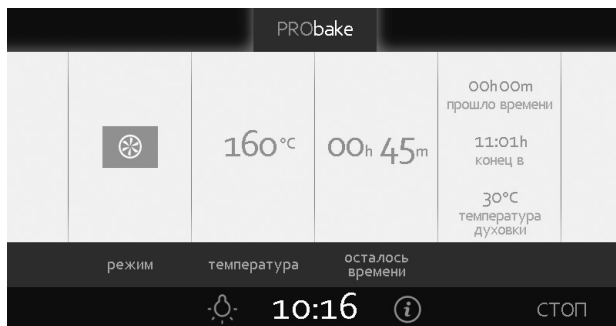 PRObake
00h00m
прошло времени
160°C
00h 45m
11:01h
конец в
30°C
температура
духовки
режим
температура
осталось
времени
10:16
i
СТОП